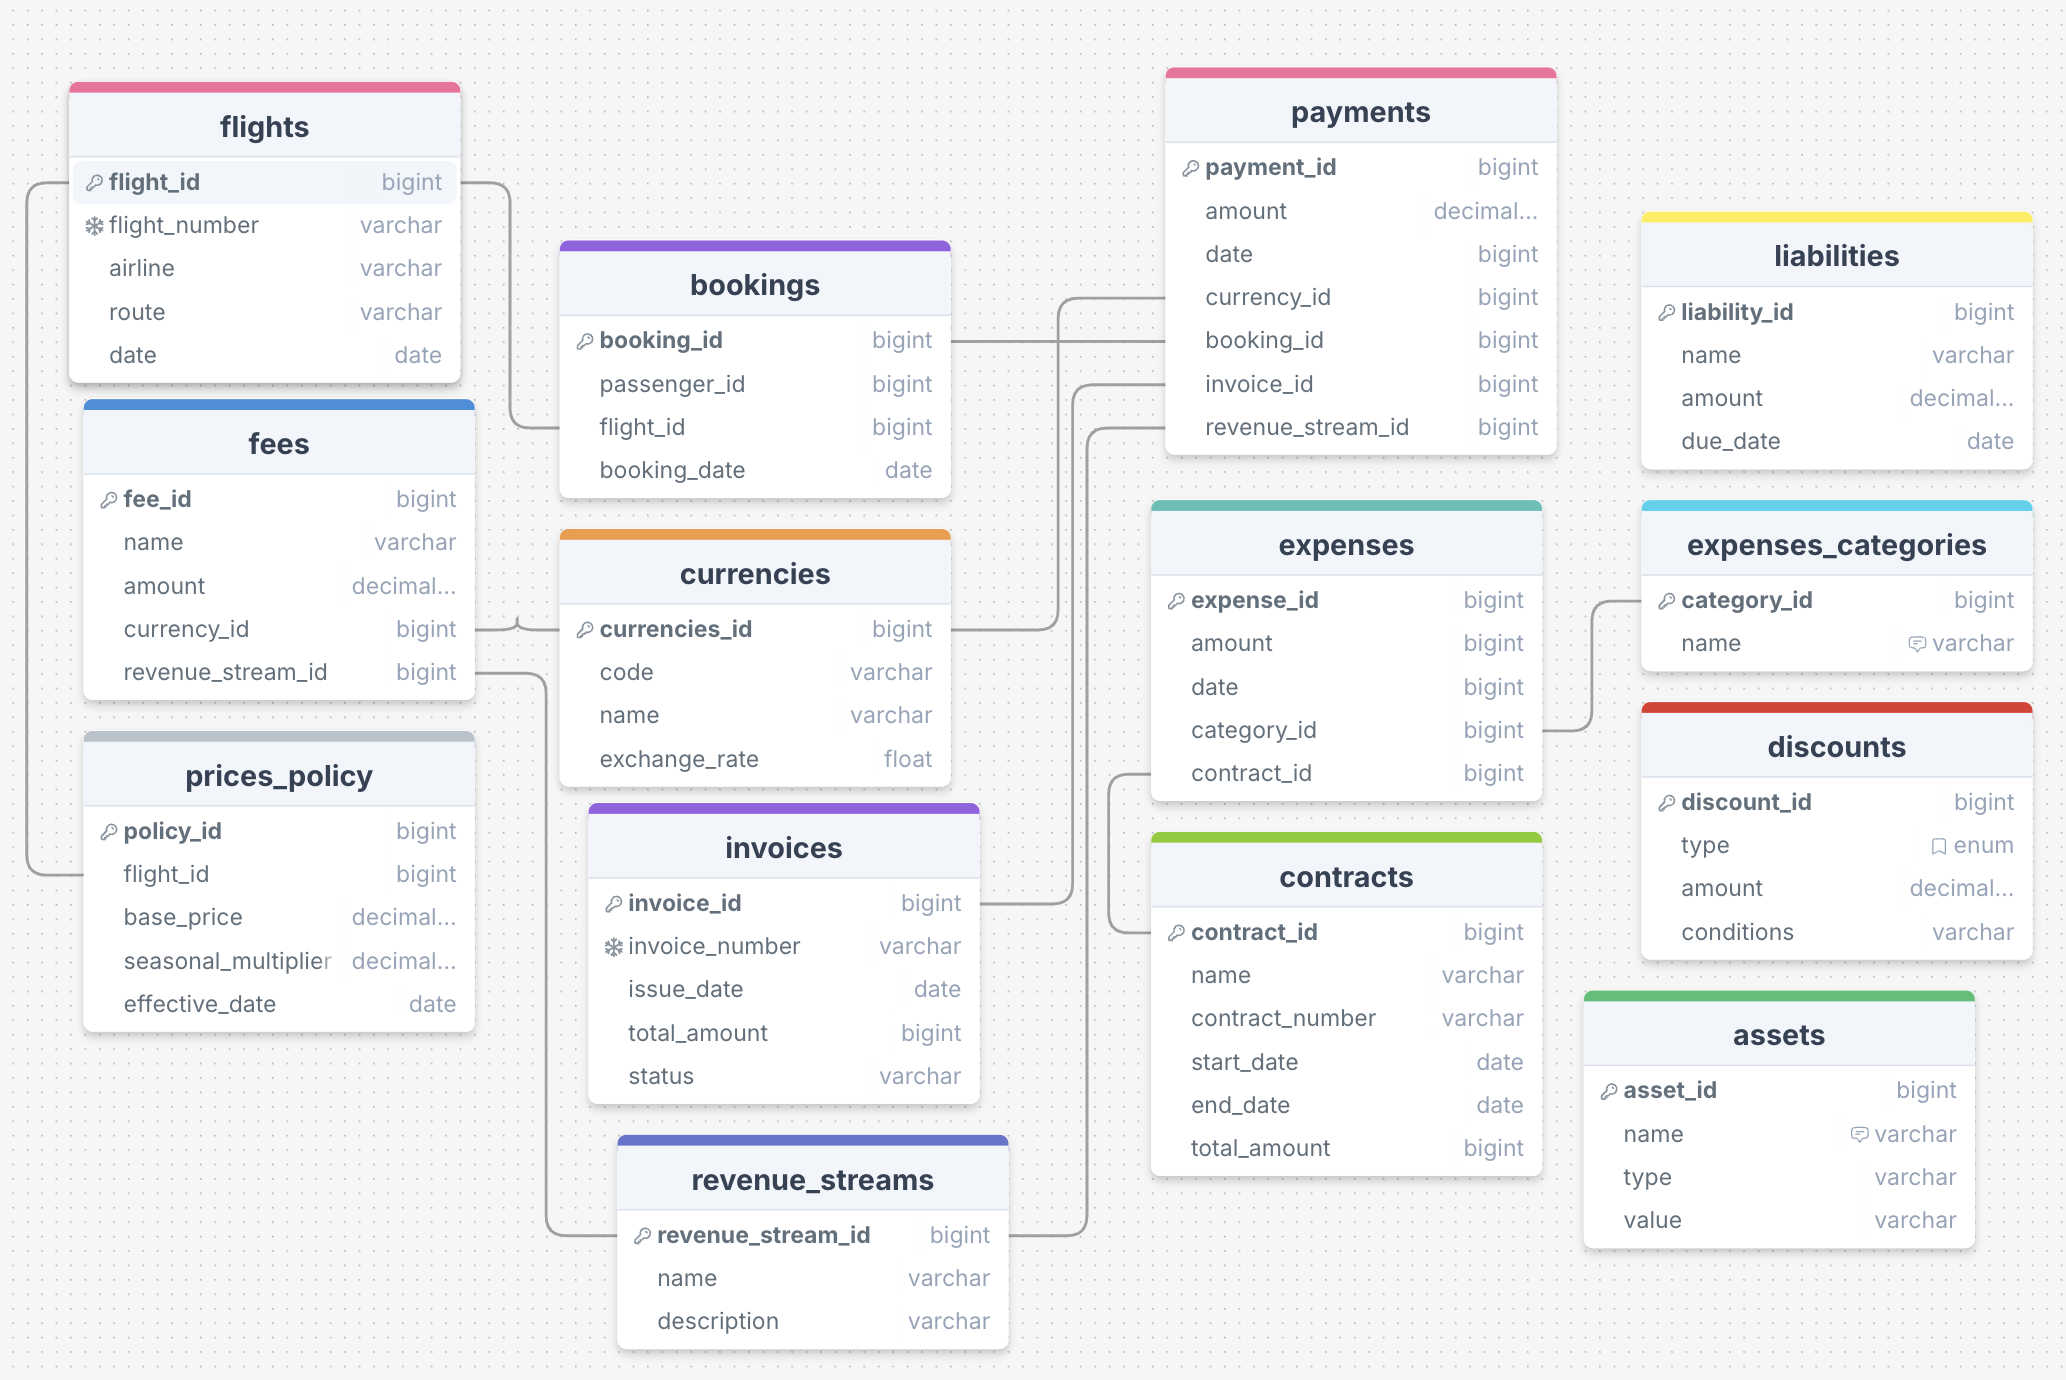 flights
flight_id bigint
flight_number varchar
airline varchar
route varchar
date date
fees
fee_id bigint
name varchar
amount decimal...
currency_id bigint
revenue_stream_id bigint
prices_policy
policy_id bigint
flight_id bigint
base_price decimal...
seasonal_multiplier decimal...
effective_date date
bookings
booking_id bigint
passenger_id bigint
flight_id bigint
booking_date date
currencies
currencies_id bigint
code varchar
name varchar
exchange_rate float
invoices
invoice_id bigint
invoice_number varchar
issue_date date
total_amount bigint
status varchar
revenue_streams
revenue_stream_id bigint
name varchar
description varchar
payments
payment_id bigint
amount decimal...
date bigint
currency_id bigint
booking_id bigint
invoice_id bigint
revenue_stream_id bigint
expenses
expense_id bigint
amount bigint
date bigint
category_id bigint
contract_id bigint
contracts
contract_id bigint
name varchar
contract_number varchar
start_date date
end_date date
total_amount bigint
liabilities
liability_id bigint
name varchar
amount decimal...
due_date date
expenses_categories
category_id bigint
name varchar
discounts
discount_id bigint
type enum
amount decimal...
conditions varchar
assets
asset_id bigint
name varchar
type varchar
value varchar